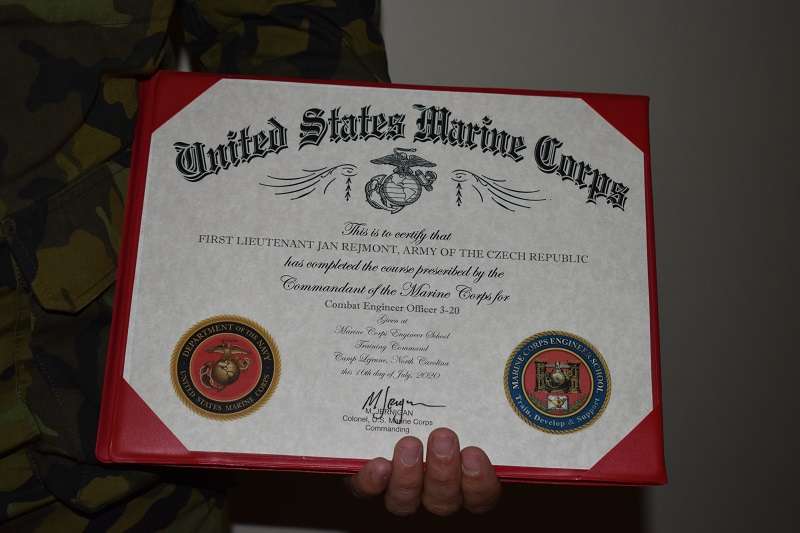 United States Marine Corps
This is to certify that
FIRST LIEUTENANT JAN REJMONT, ARMY OF THE CZECH REPUBLIC
has completed the course prescribed by the
Commandant of the Marine Corps for
Combat Engineer Officer 3-20
Given at
Marine Corps Engineer School
Training Command
Camp Lejeune, North Carolina
this 16th day of July, 2020
M. JERNIGAN
Colonel, U.S. Marine Corps
Commanding
DEPARTMENT OF THE NAVY
UNITED STATES MARINE CORPS
MARINE CORPS ENGINEER SCHOOL
Train, Develop & Support